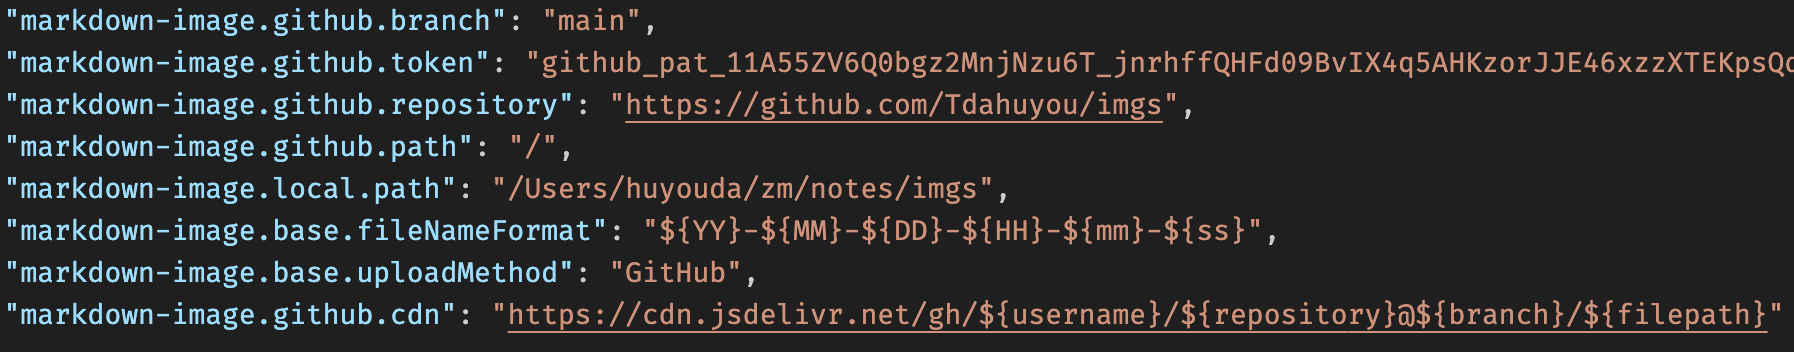 "markdown-image.github.branch": "main",
"markdown-image.github.token": "github_pat_11A55ZV6Q0bgz2MnjNzu6T_jnrhffQHFd09BvIX4q5AHKzorJJE46xzzXTEKpsQ
"markdown-image.github.repository": "https://github.com/Tdahuyou/imgs",
"markdown-image.github.path": "/",
"markdown-image.local.path": "/Users/huyouda/zm/notes/imgs",
"markdown-image.base.fileNameFormat": "${YY}-${MM}-${DD}-${HH}-${mm}-${ss}",
"markdown-image.base.uploadMethod": "GitHub",
"markdown-image.github.cdn": "https://cdn.jsdelivr.net/gh/${username}/${repository}@${branch}/${filepath}"